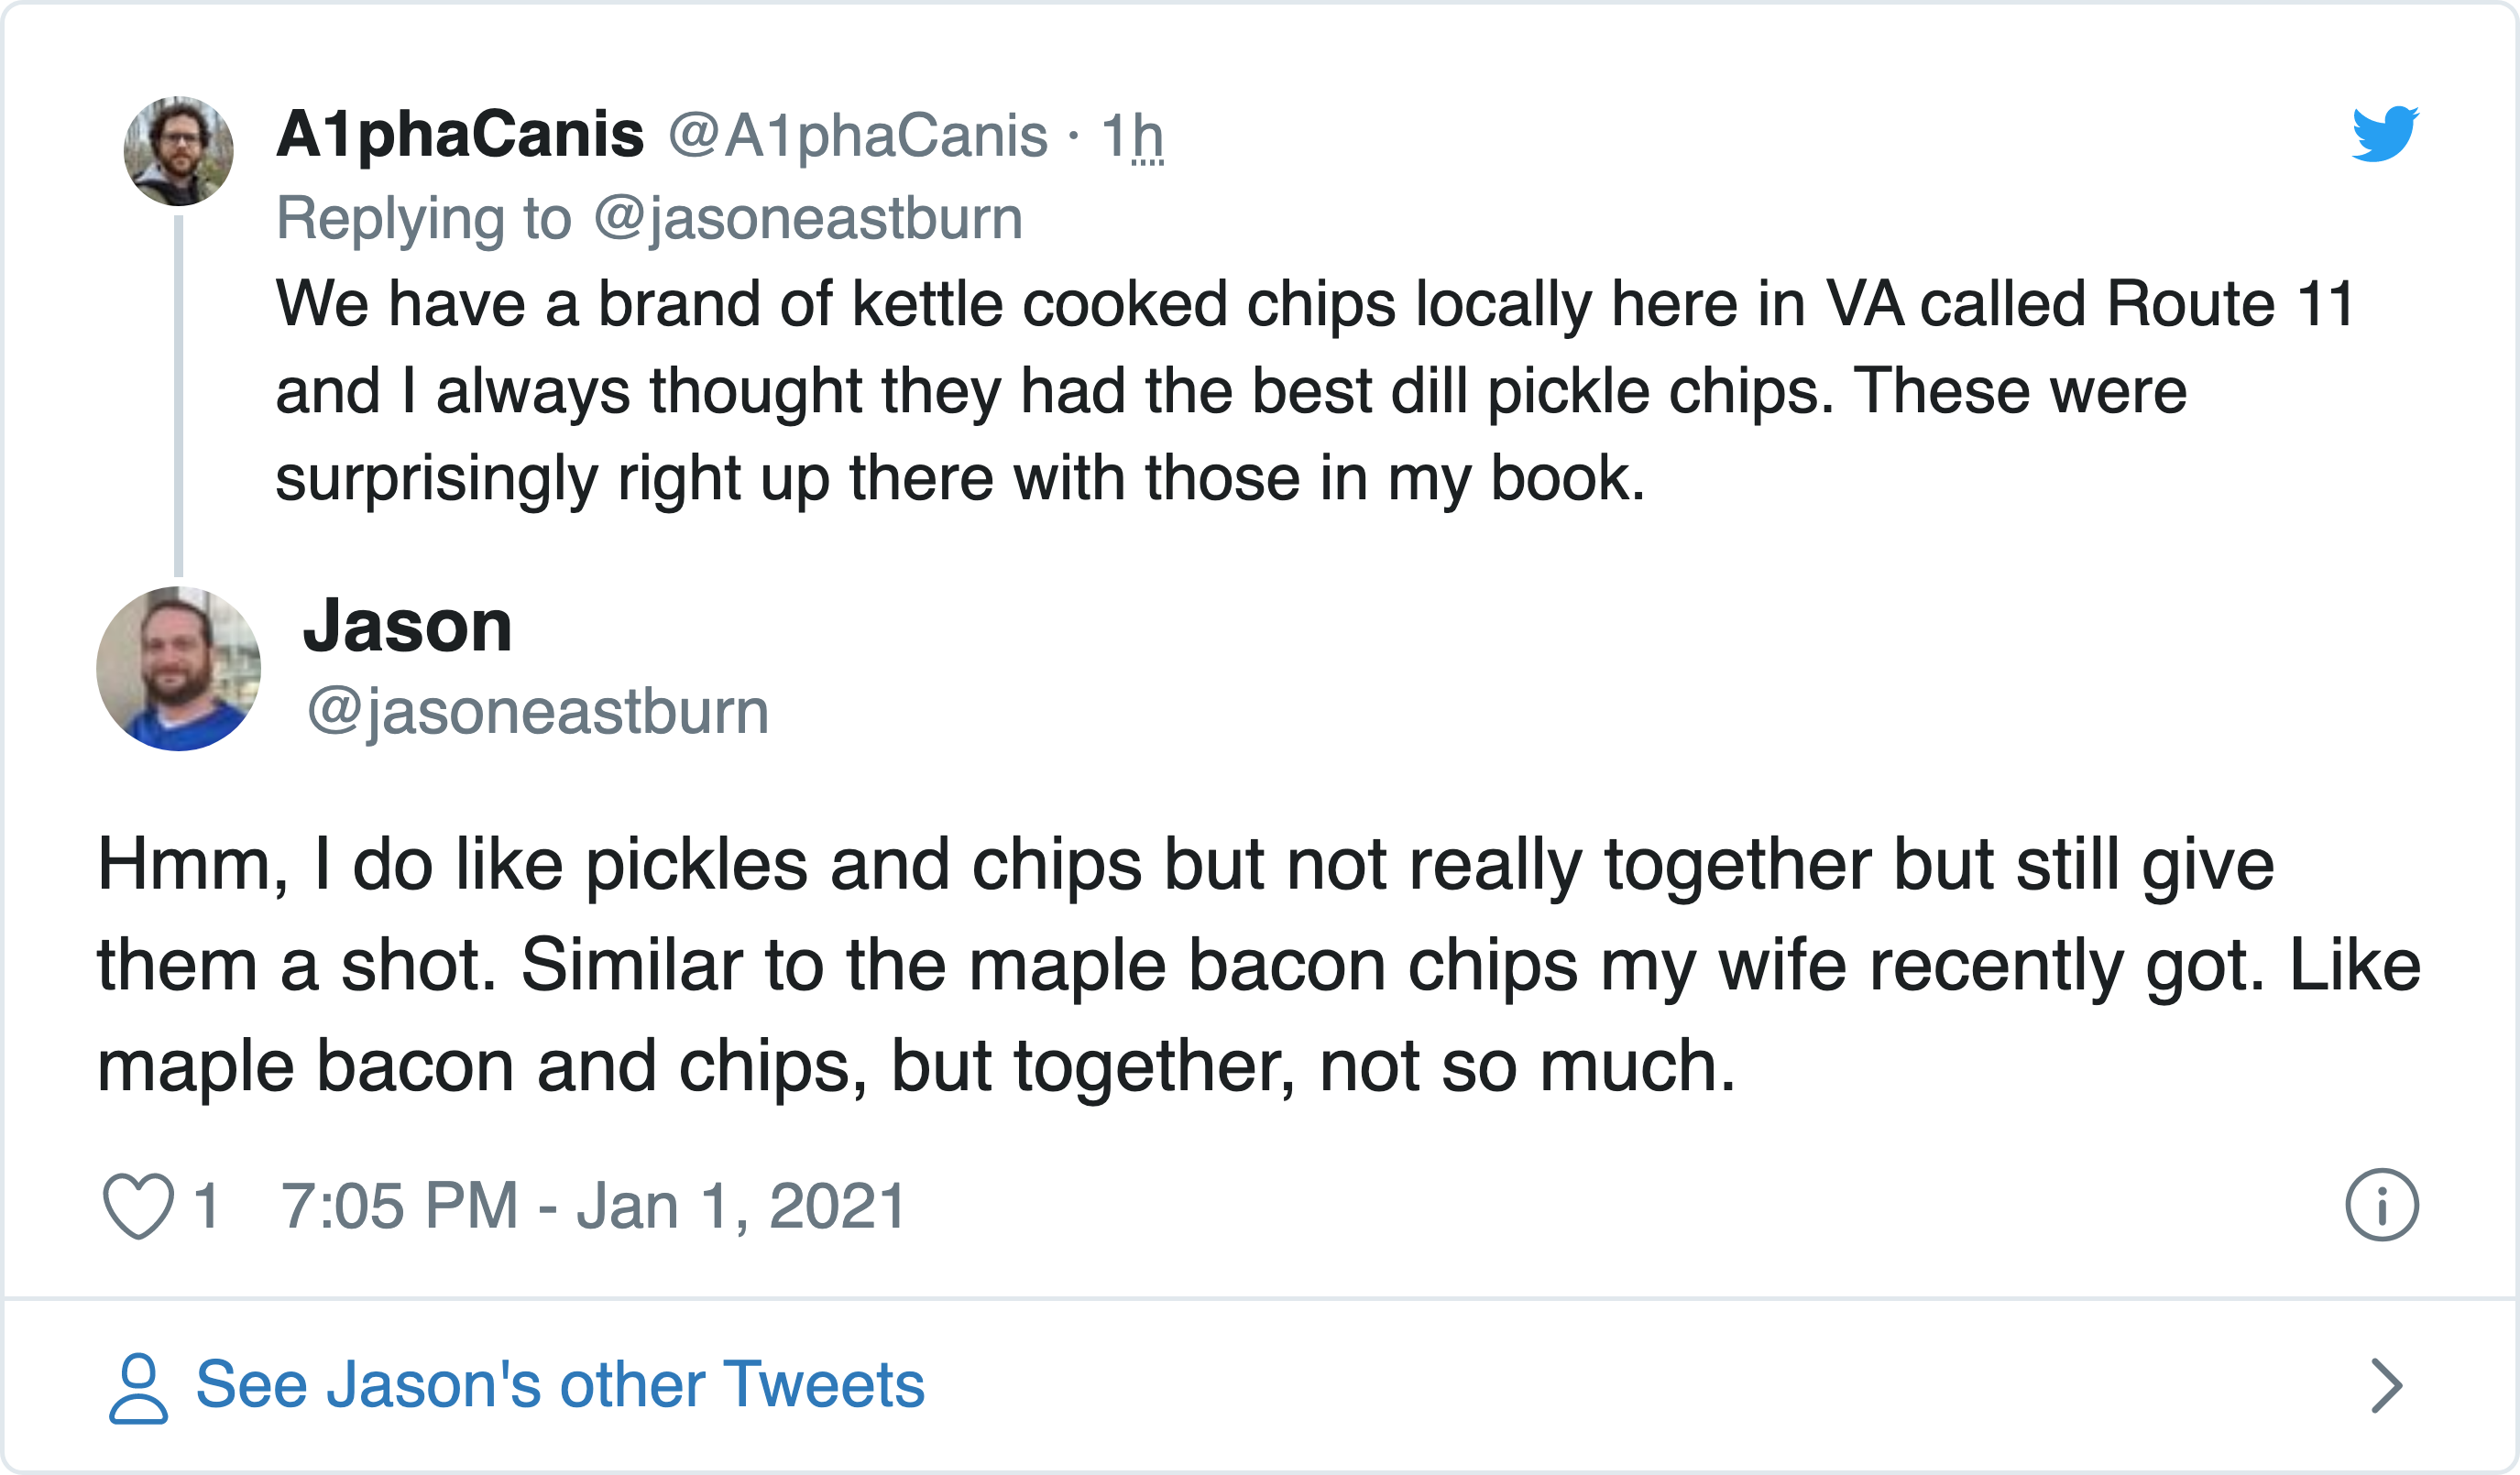 A1phaCanis @A1phaCanis · 1h
Replying to @jasoneastburn
We have a brand of kettle cooked chips locally here in VA called Route 11
and I always thought they had the best dill pickle chips. These were
surprisingly right up there with those in my book.
Jason
@jasoneastburn
Hmm, I do like pickles and chips but not really together but still give
them a shot. Similar to the maple bacon chips my wife recently got. Like
maple bacon and chips, but together, not so much.
1 7:05 PM - Jan 1, 2021
See Jason's other Tweets